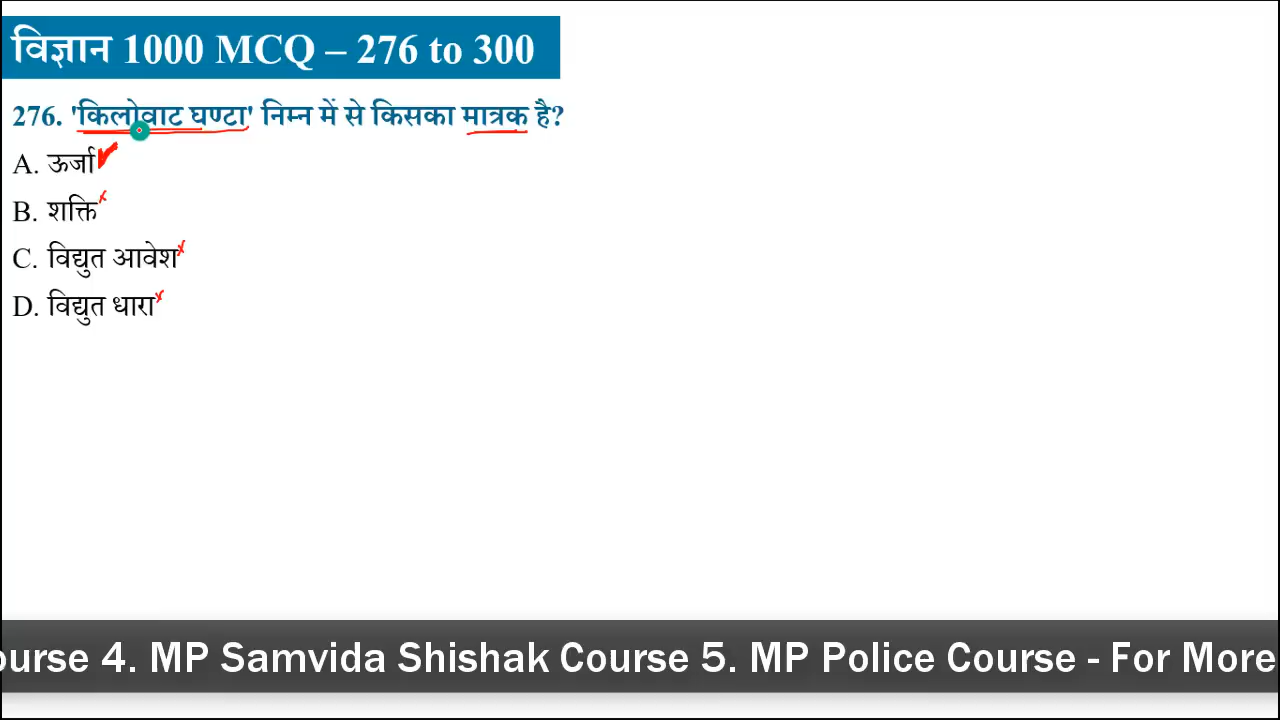 विज्ञान 1000 MCQ – 276 to 300
276. 'किलोवाट घण्टा' निम्न में से किसका मात्रक है?
A. ऊर्जा
B. शक्ति
C. विद्युत आवेश
D. विद्युत धारा
ourse 4. MP Samvida Shishak Course 5. MP Police Course - For More